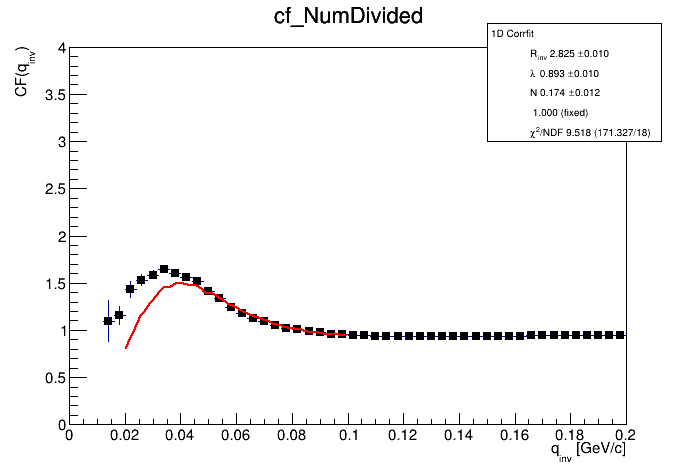 cf_NumDivided
1D Corrfit
R_inv 2.825 ±0.010
λ 0.893 ±0.010
N 0.174 ±0.012
1.000 (fixed)
χ²/NDF 9.518 (171.327/18)
CF(q_inv)
4
3.5
3
2.5
2
1.5
1
0.5
0
0 0.02 0.04 0.06 0.08 0.1 0.12 0.14 0.16 0.18 0.2
q_inv [GeV/c]